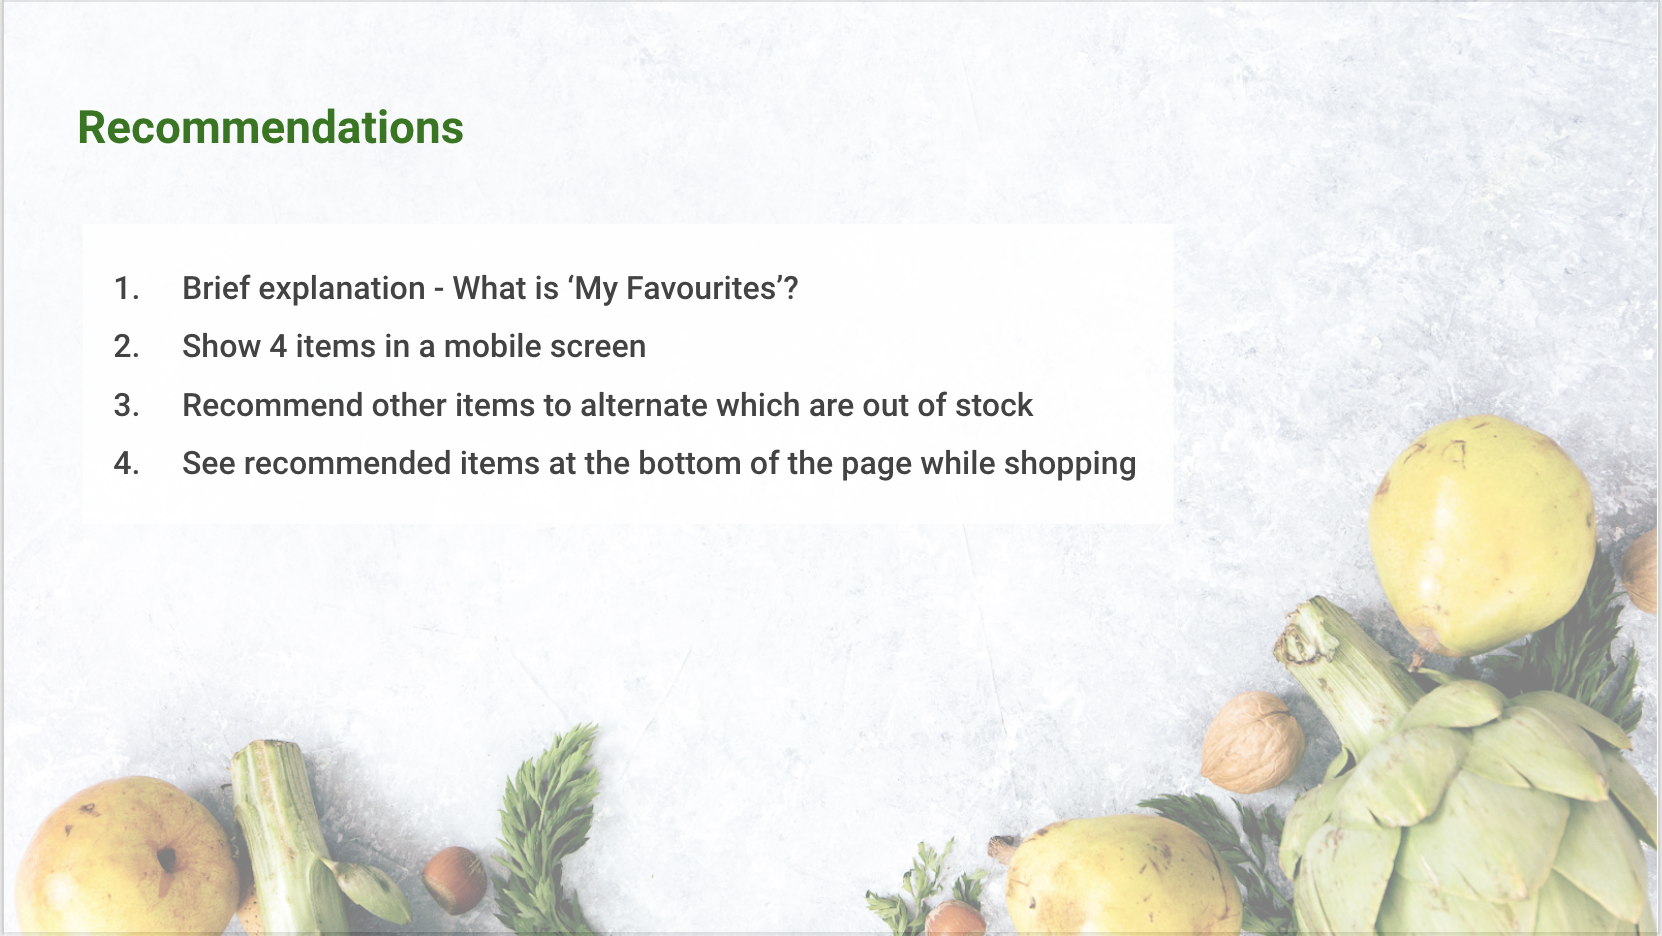 Recommendations
1. Brief explanation - What is ‘My Favourites’?
2. Show 4 items in a mobile screen
3. Recommend other items to alternate which are out of stock
4. See recommended items at the bottom of the page while shopping